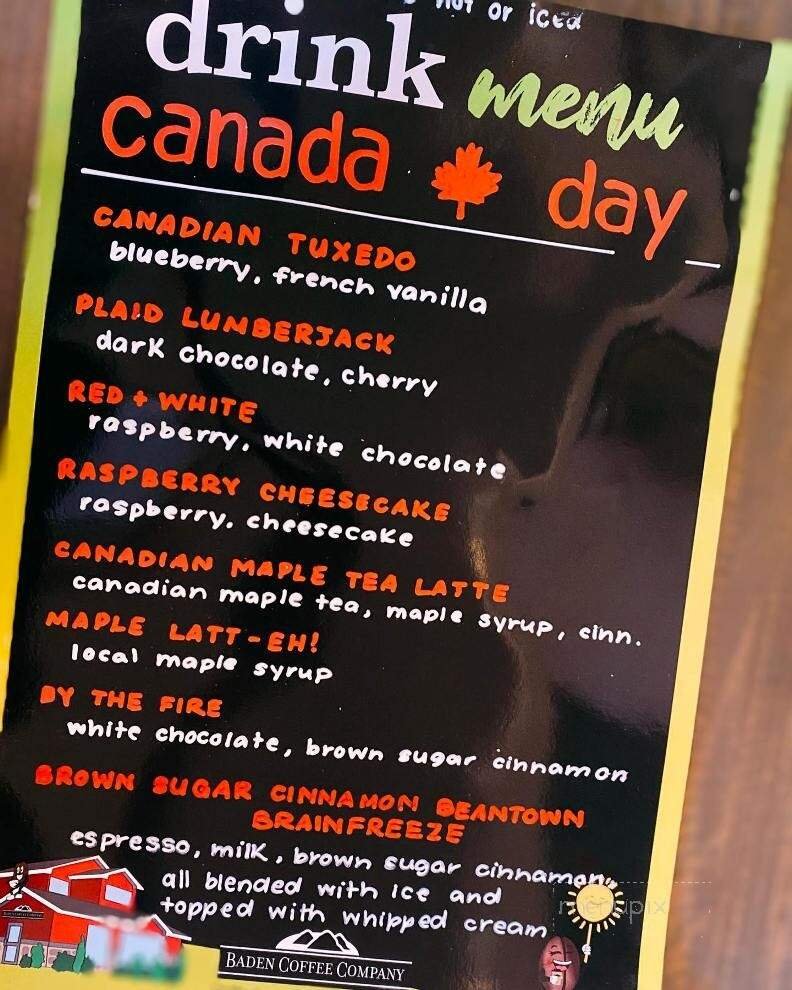 hot or iced
drink menu
canada day
CANADIAN TUXEDO
blueberry, french vanilla
PLAID LUMBERJACK
dark chocolate, cherry
RED + WHITE
raspberry, white chocolate
RASPBERRY CHEESECAKE
raspberry, cheesecake
CANADIAN MAPLE TEA LATTE
canadian maple tea, maple syrup, cinn.
MAPLE LATT-EH!
local maple syrup
BY THE FIRE
white chocolate, brown sugar cinnamon
BROWN SUGAR CINNAMON BEANTOWN
BRAINFREEZE
espresso, milk, brown sugar cinnamon,
all blended with ice and
topped with whipped cream
menupix
BADEN COFFEE COMPANY